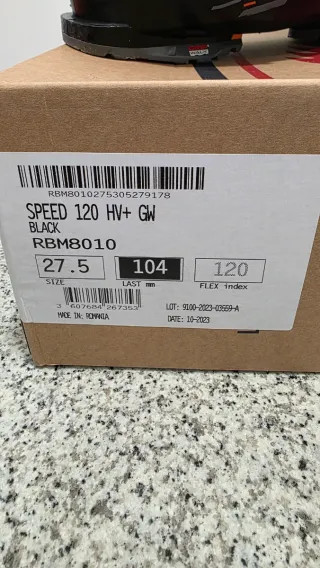 RBM8010275305279178
SPEED 120 HV+ GW
BLACK
RBM8010
27.5 104 120
SIZE LAST mm FLEX index
3 607684 267353
LOT: 9100-2023-03559-A
MADE IN: ROMANIA
DATE: 10-2023